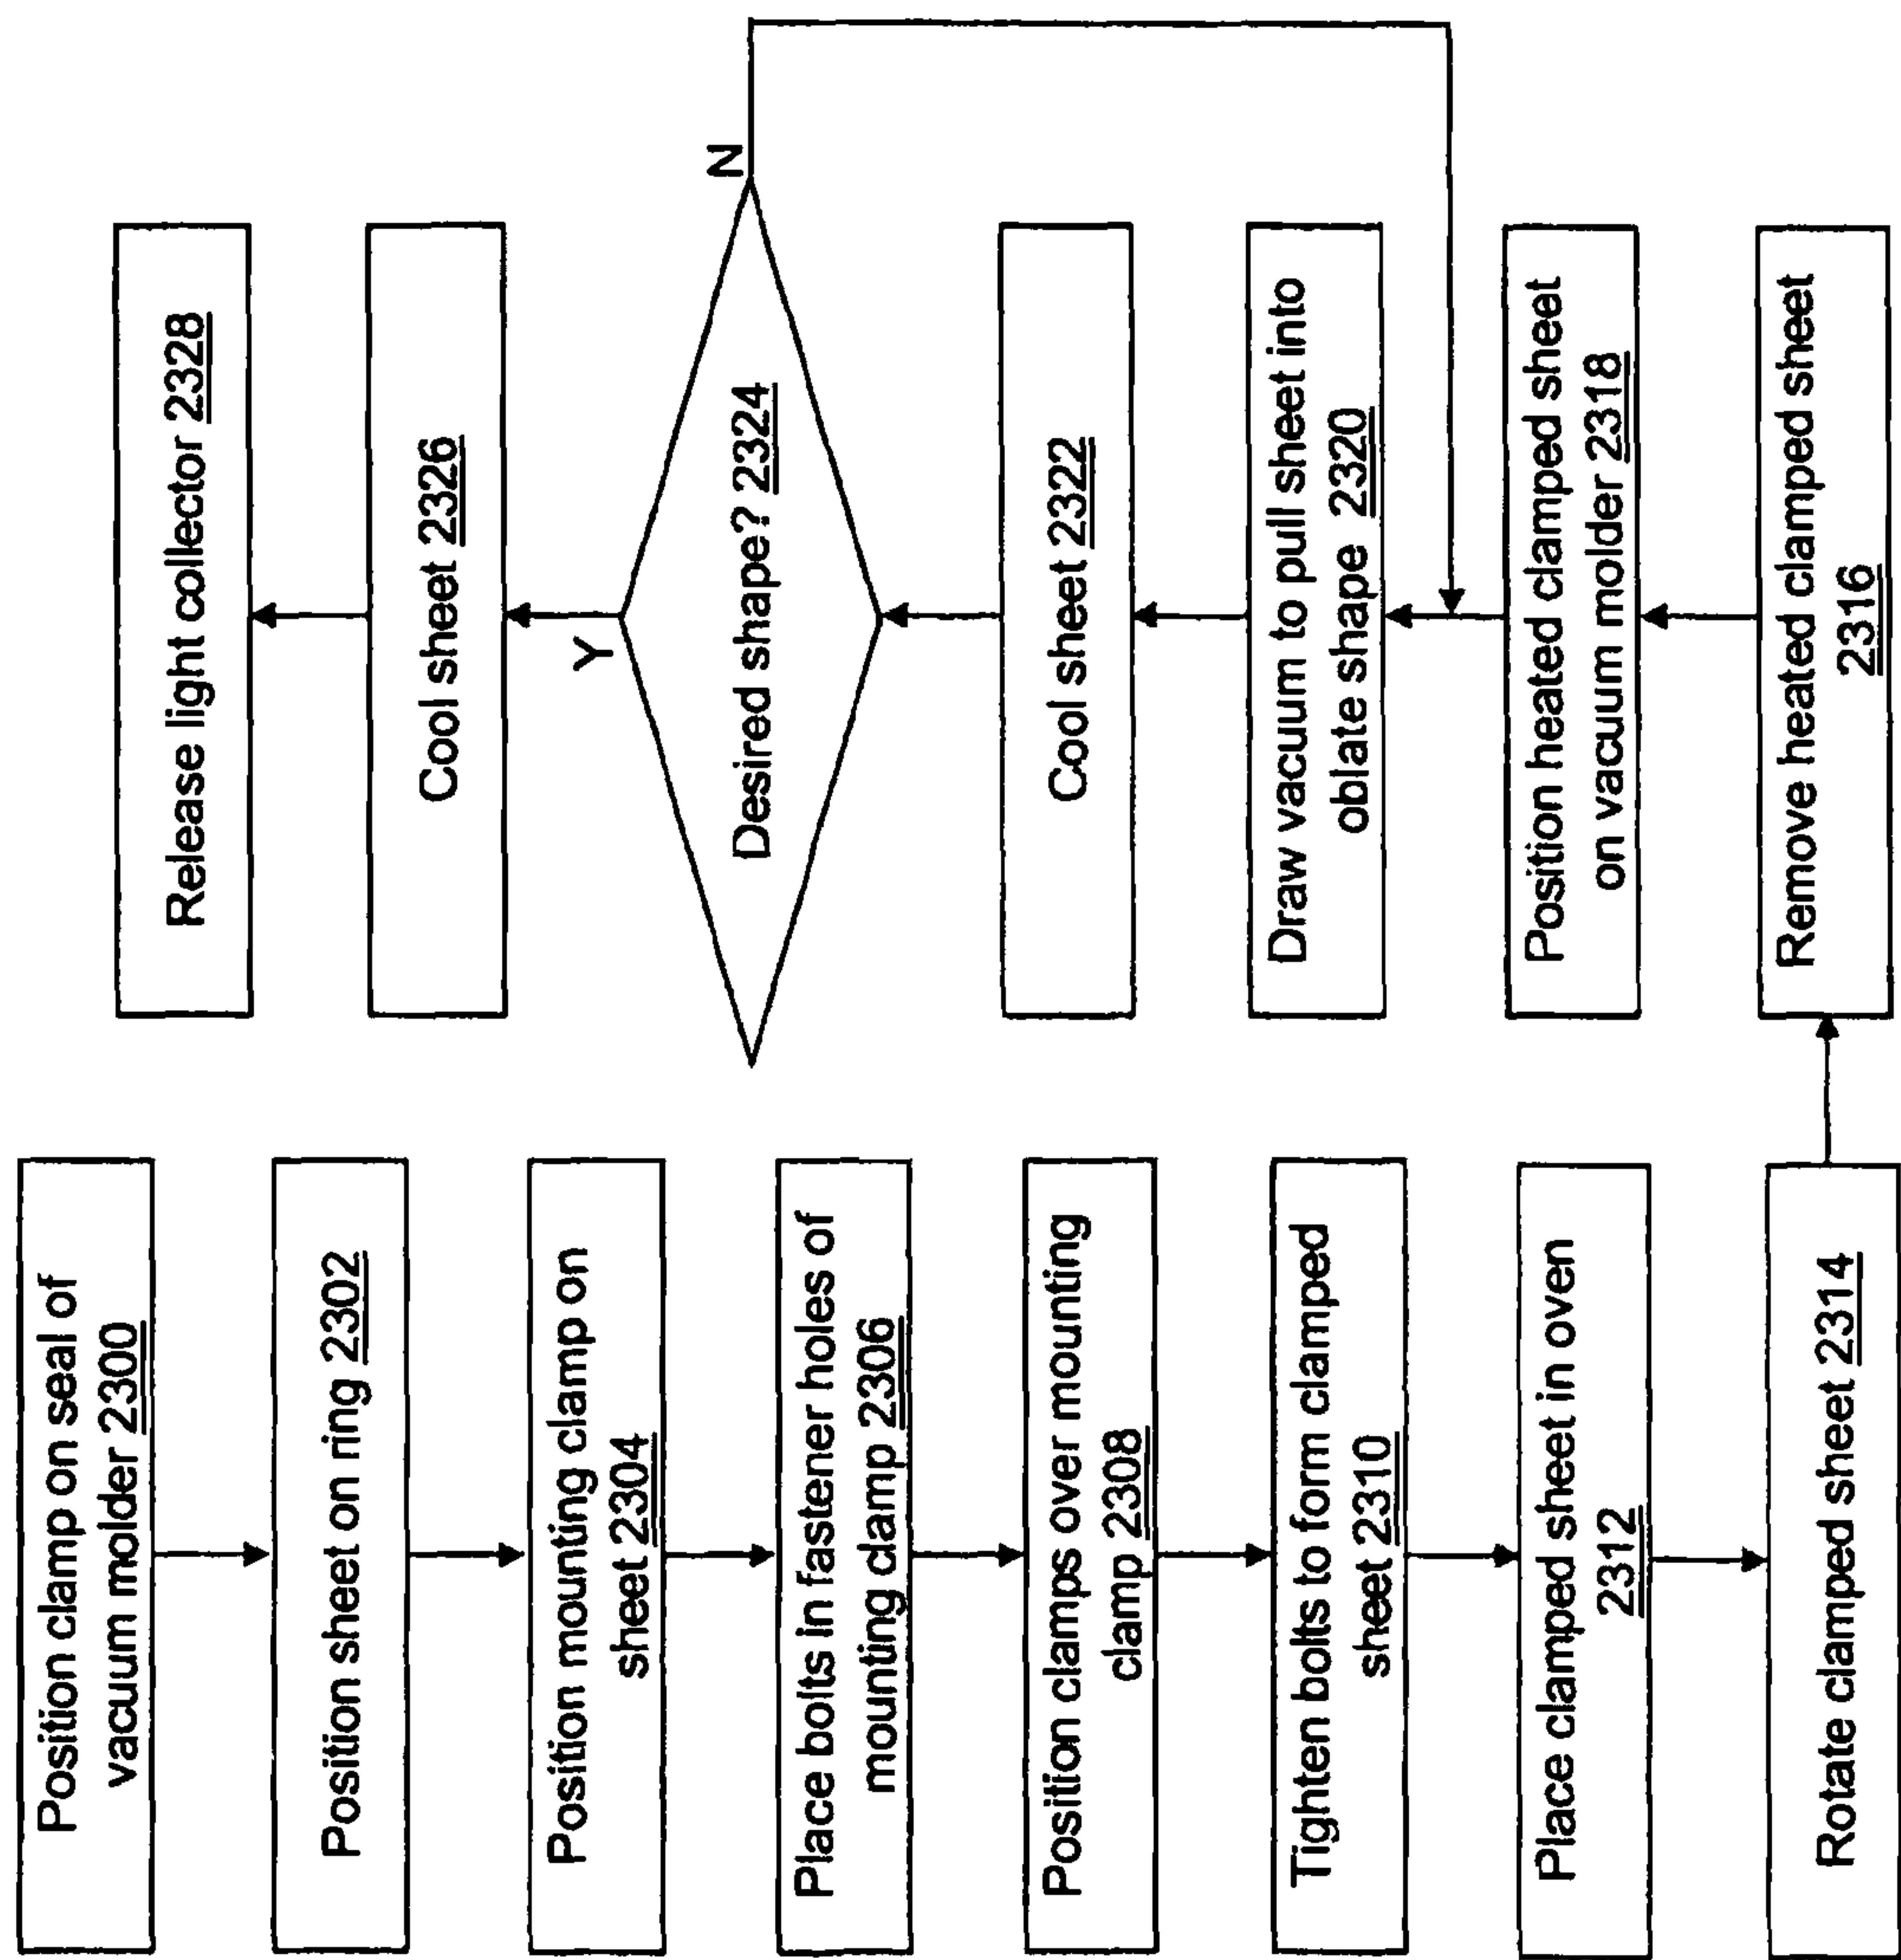 Position clamp on seal of
vacuum molder 2300
Position sheet on ring 2302
Position mounting clamp on
sheet 2304
Place bolts in fastener holes of
mounting clamp 2306
Position clamps over mounting
clamp 2308
Tighten bolts to form clamped
sheet 2310
Place clamped sheet in oven
2312
Rotate clamped sheet 2314
Remove heated clamped sheet
2316
Position heated clamped sheet
on vacuum molder 2318
Draw vacuum to pull sheet into
oblate shape 2320
Cool sheet 2322
Desired shape? 2324
N
Y
Cool sheet 2326
Release light collector 2328